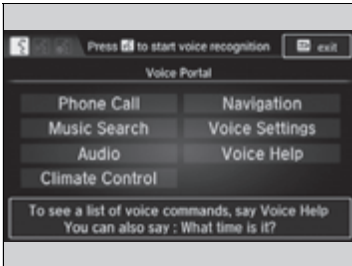 Press to start voice recognition
exit
Voice Portal
Phone Call
Navigation
Music Search
Voice Settings
Audio
Voice Help
Climate Control
To see a list of voice commands, say Voice Help
You can also say : What time is it?